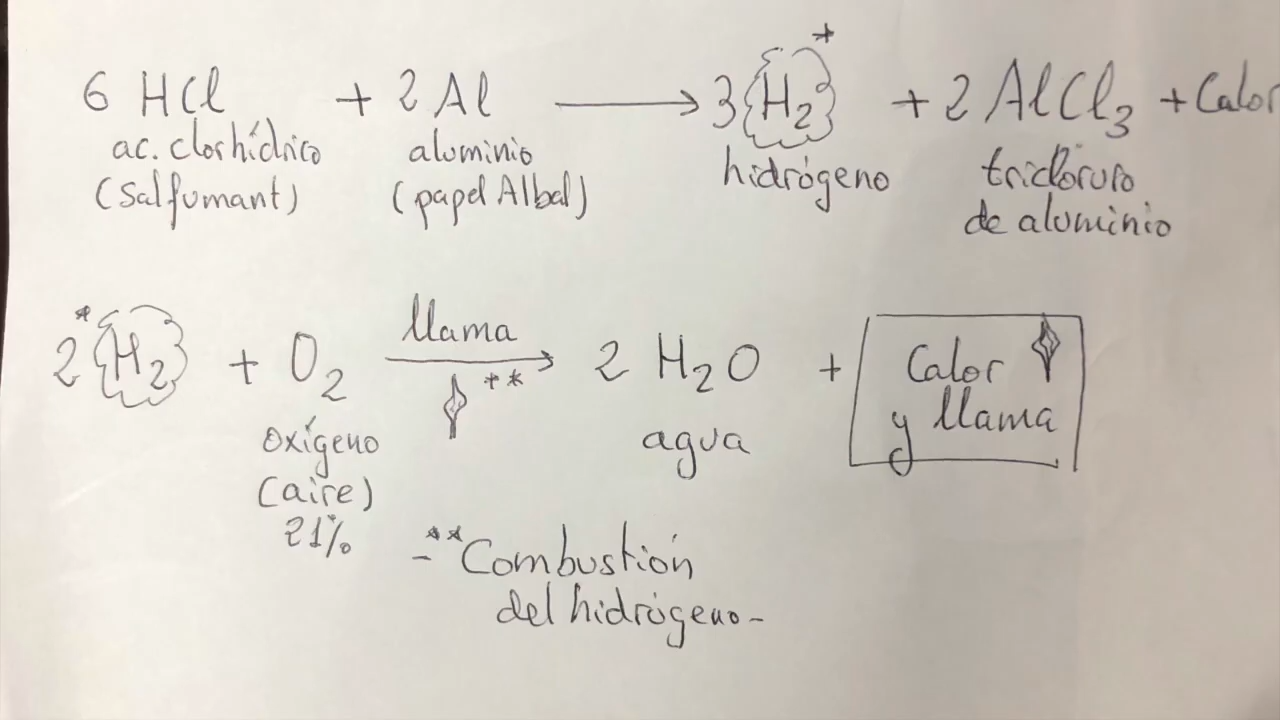 6 HCl + 2 Al ⟶ 3 H₂* + 2 AlCl₃ + Calor
ac. clorhídrico aluminio hidrógeno tricloruro
(Salfumant) (papel Albal) de aluminio
llama
2 H₂* + O₂ ⟶ 2 H₂O + Calor
** y llama
oxígeno agua
(aire)
21%
-**Combustión
del hidrógeno-